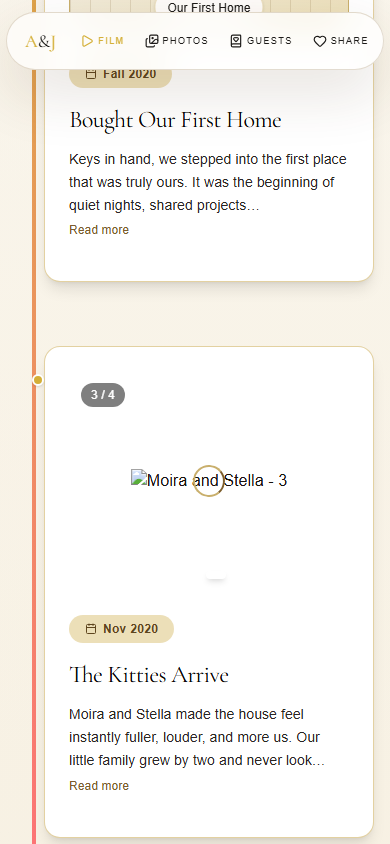 Our First Home
A&J
FILM
PHOTOS
GUESTS
SHARE
Fall 2020
Bought Our First Home
Keys in hand, we stepped into the first place
that was truly ours. It was the beginning of
quiet nights, shared projects…
Read more
3 / 4
Moira and Stella - 3
Nov 2020
The Kitties Arrive
Moira and Stella made the house feel
instantly fuller, louder, and more us. Our
little family grew by two and never look…
Read more